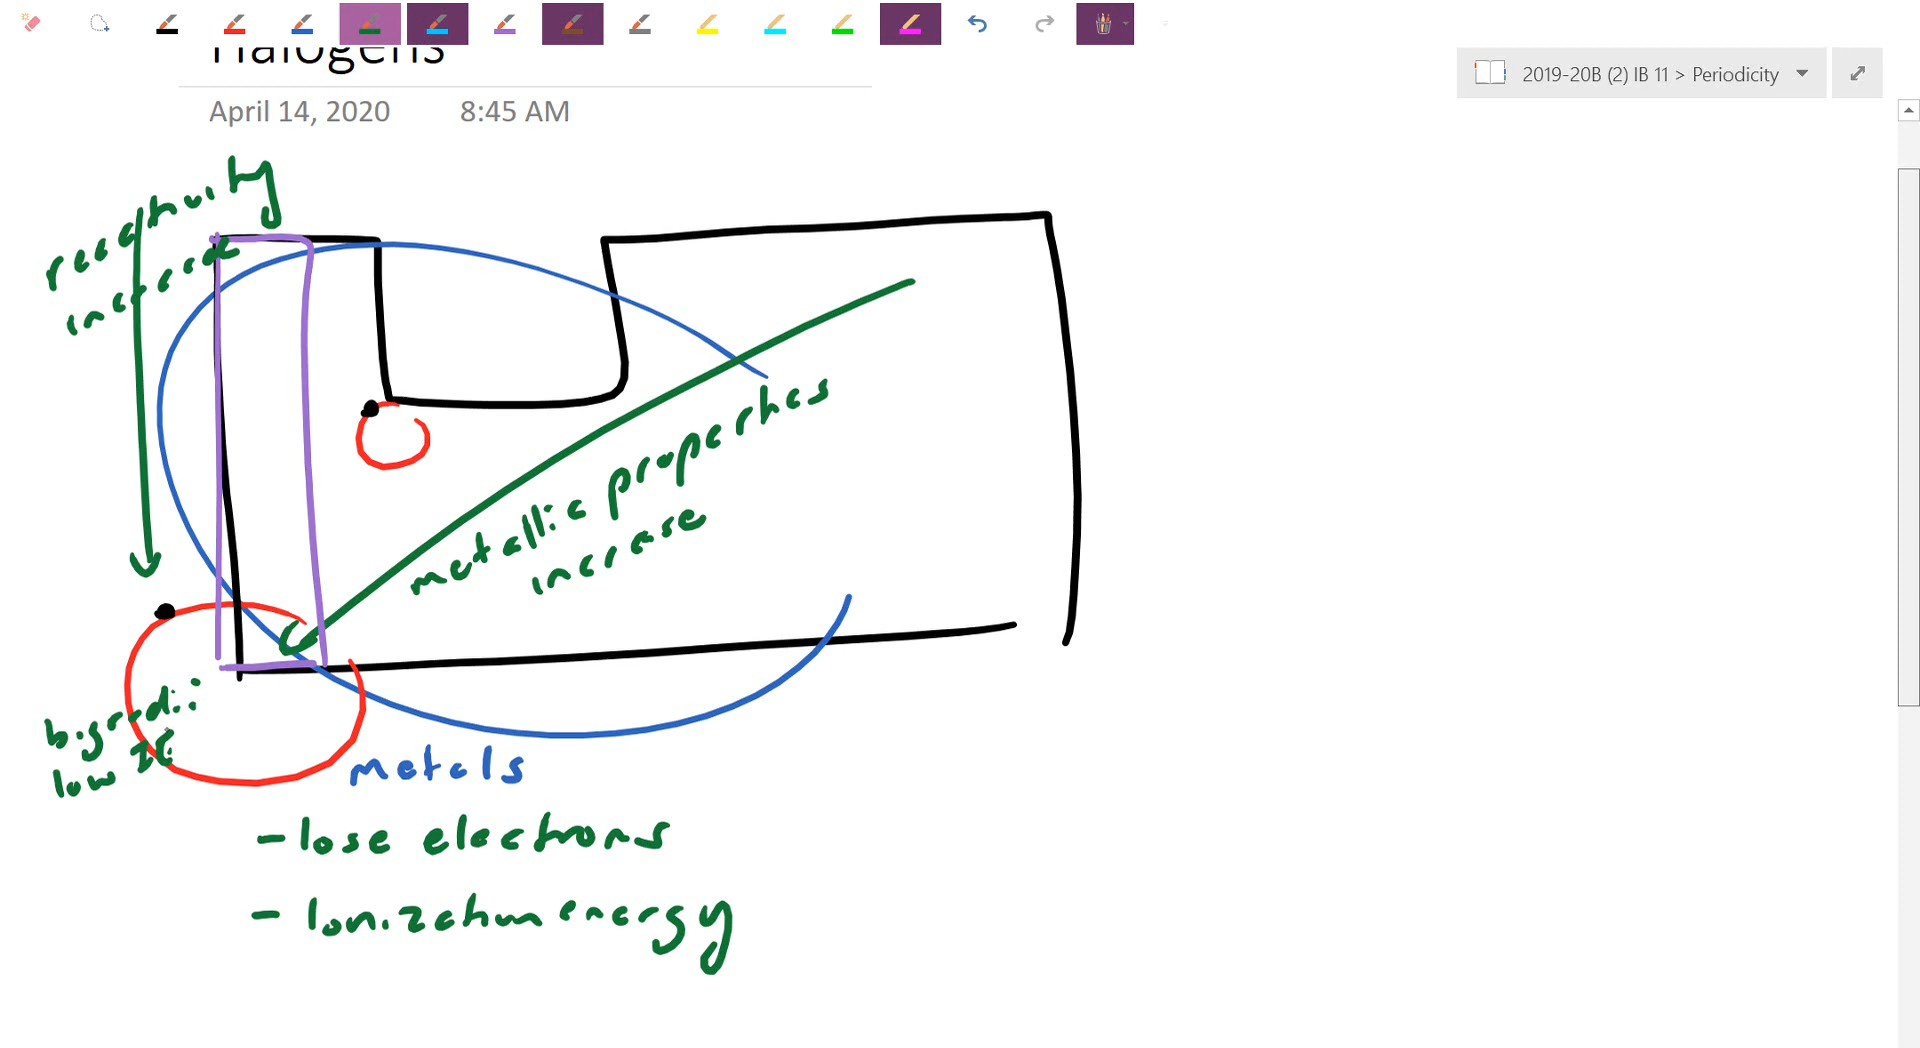 Halogens
2019-20B (2) IB 11 > Periodicity
April 14, 2020 8:45 AM
reactivity
increase
metallic properties
increase
big radii
low IE
metals
- lose electrons
- Ionization energy